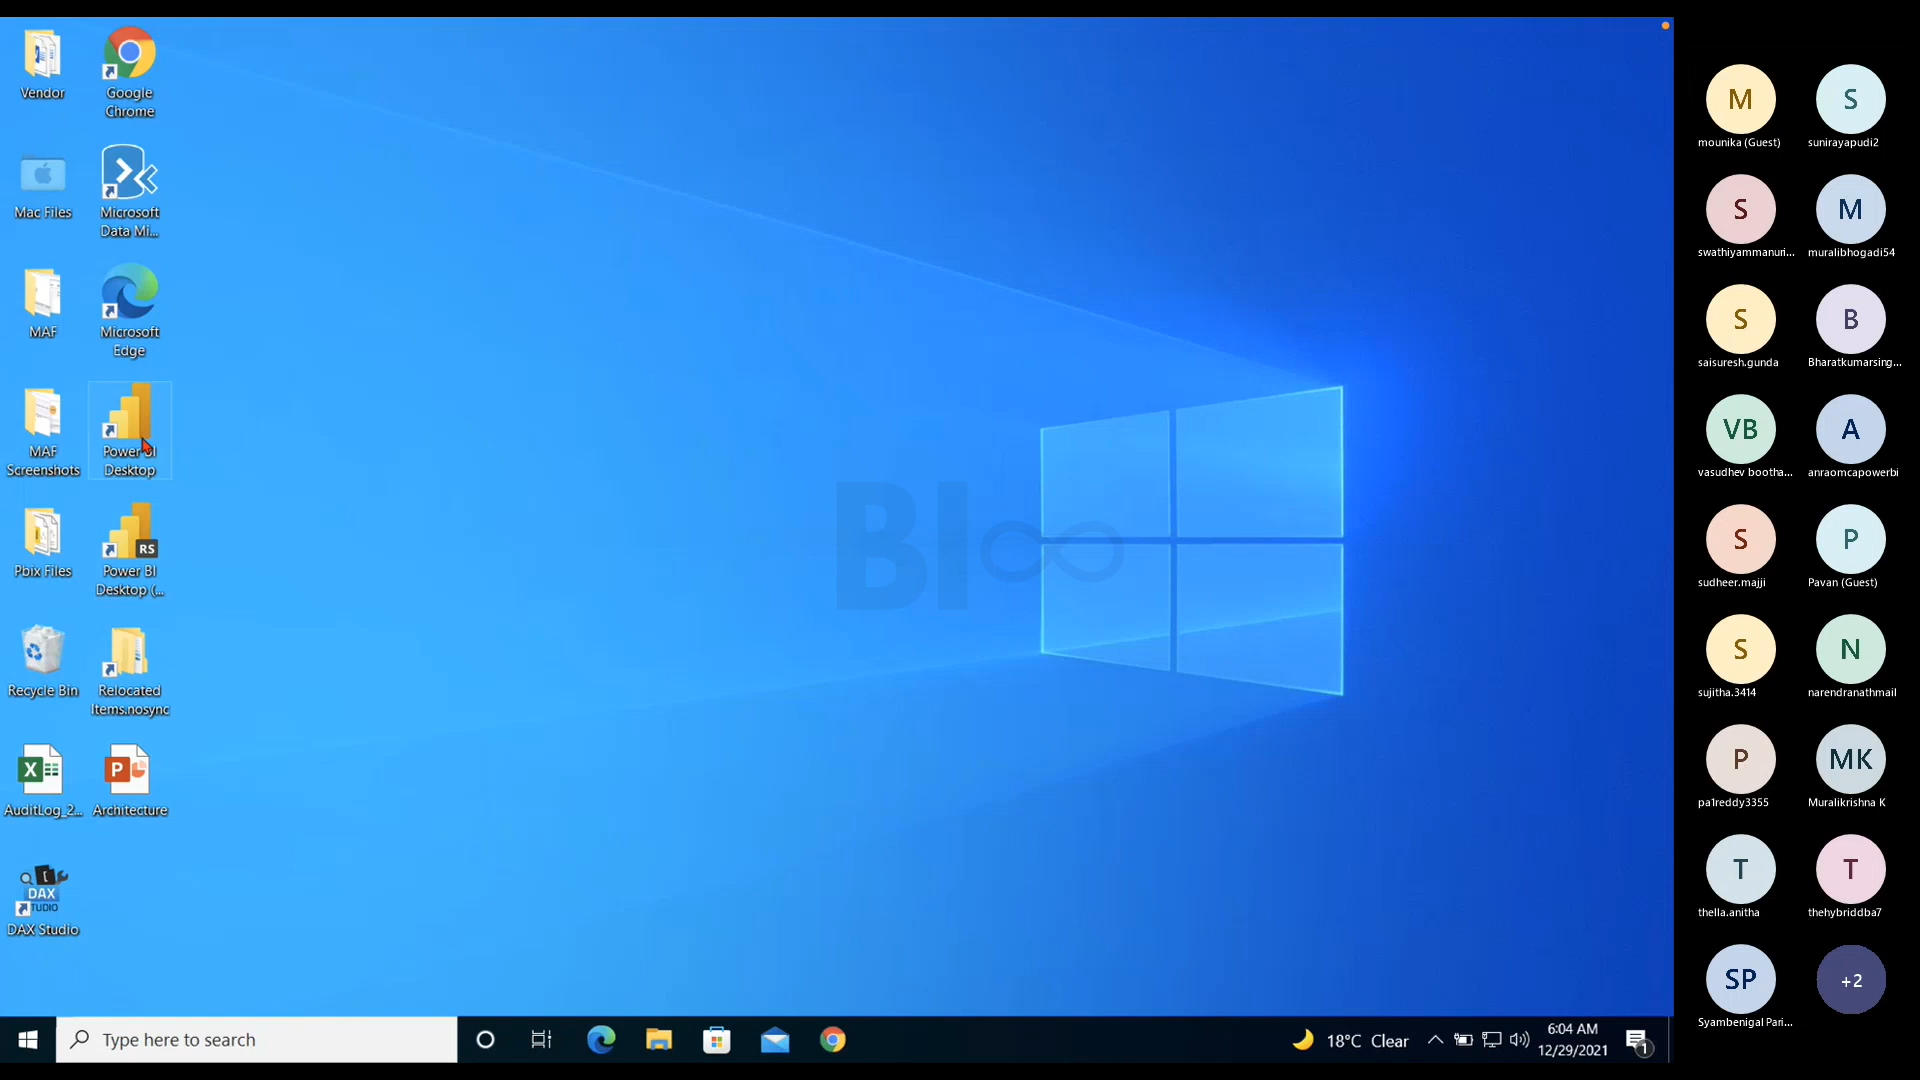 Vendor
Google
Chrome
Mac Files
Microsoft
Data Mi...
MAF
Microsoft
Edge
MAF
Screenshots
Power BI
Desktop
Pbix Files
RS
Power BI
Desktop (...
Recycle Bin
Relocated
Items.nosync
X
AuditLog_2...
P
Architecture
DAX
STUDIO
DAX Studio
BI
Type here to search
18°C Clear
6:04 AM
12/29/2021
1
M
mounika (Guest)
S
sunirayapudi2
S
swathiyammanuri...
M
muralibhogadi54
S
saisuresh.gunda
B
Bharatkumarsing...
VB
vasudhev bootha...
A
anraomcapowerbi
S
sudheer.majji
P
Pavan (Guest)
S
sujitha.3414
N
narendranathmail
P
pa1reddy3355
MK
Muralikrishna K
T
thella.anitha
T
thehybriddba7
SP
Syambenigal Pari...
+2